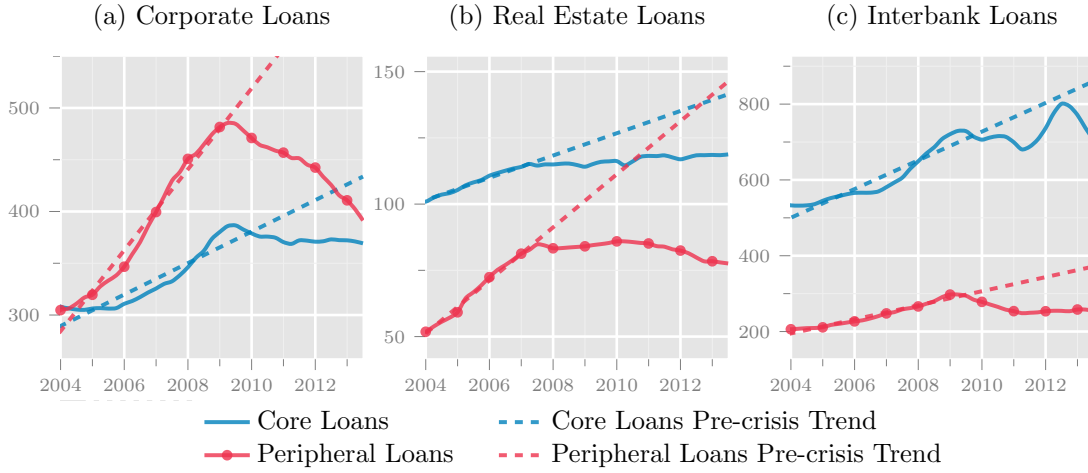 (a) Corporate Loans (b) Real Estate Loans (c) Interbank Loans
500
400
300
2004 2006 2008 2010 2012
150
100
50
2004 2006 2008 2010 2012
800
600
400
200
2004 2006 2008 2010 2012
Core Loans Core Loans Pre-crisis Trend
Peripheral Loans Peripheral Loans Pre-crisis Trend